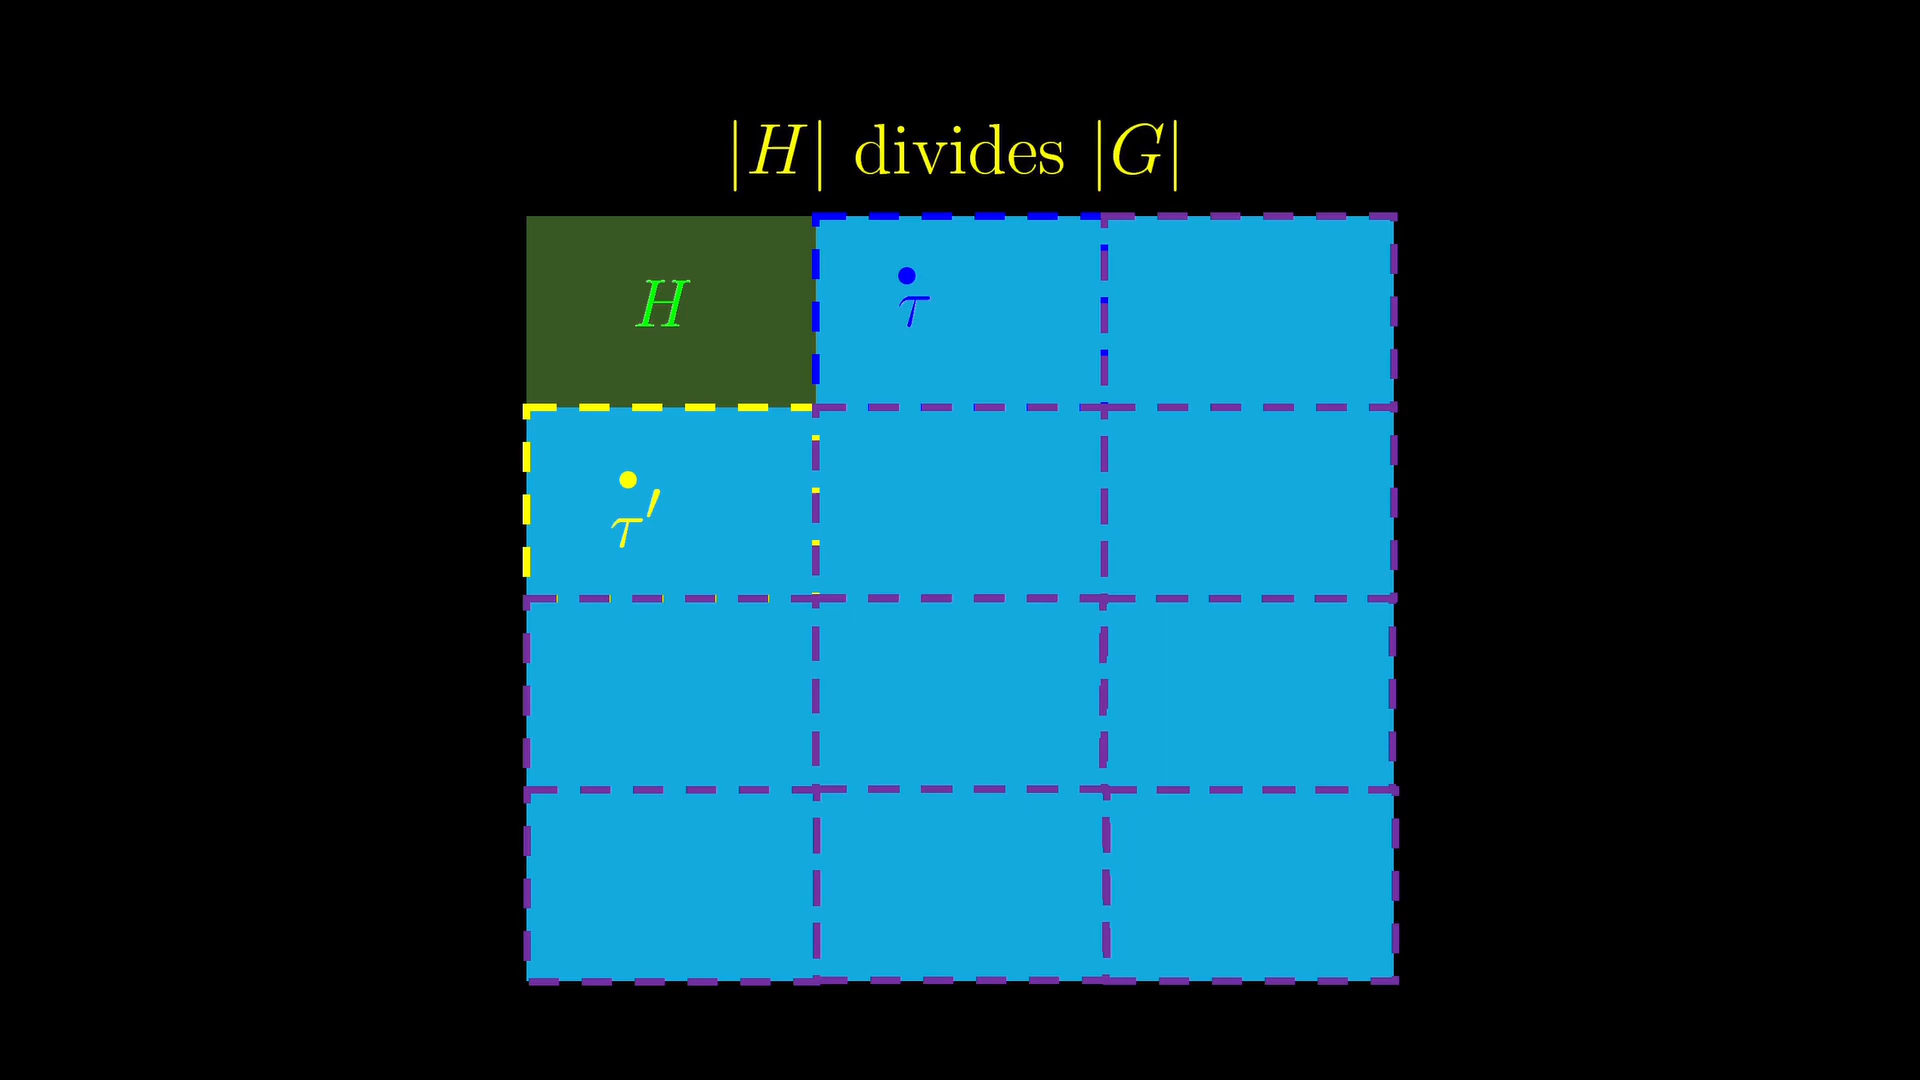 |H| divides |G|
H
τ
τ′